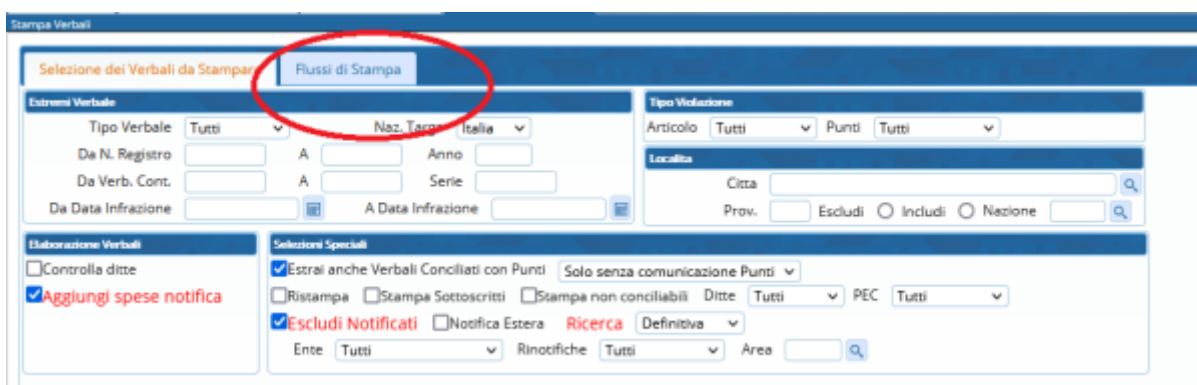 Stampa Verbali
Selezione dei Verbali da Stampare Flussi di Stampa
Estremi Verbale
Tipo Verbale Tutti Naz. Targa Italia
Da N. Registro A Anno
Da Verb. Cont. A Serie
Da Data Infrazione A Data Infrazione
Tipo Violazione
Articolo Tutti Punti Tutti
Localita
Citta
Prov. Escludi Includi Nazione
Elaborazione Verbali
Controlla ditte
Aggiungi spese notifica
Selezioni Speciali
Estrai anche Verbali Conciliati con Punti Solo senza comunicazione Punti
Ristampa Stampa Sottoscritti Stampa non conciliabili Ditte Tutti PEC Tutti
Escludi Notificati Notifica Estera Ricerca Definitiva
Ente Tutti Rinotifiche Tutti Area